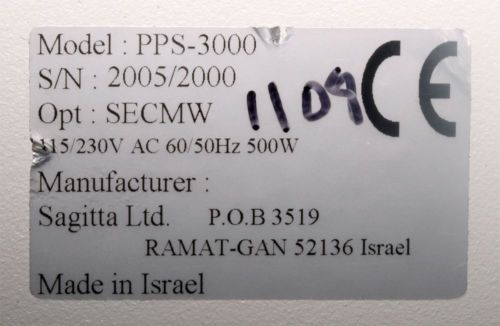 Model : PPS-3000
S/N : 2005/2000
Opt : SECMW
1109
CE
115/230V AC 60/50Hz 500W
Manufacturer :
Sagitta Ltd. P.O.B 3519
RAMAT-GAN 52136 Israel
Made in Israel